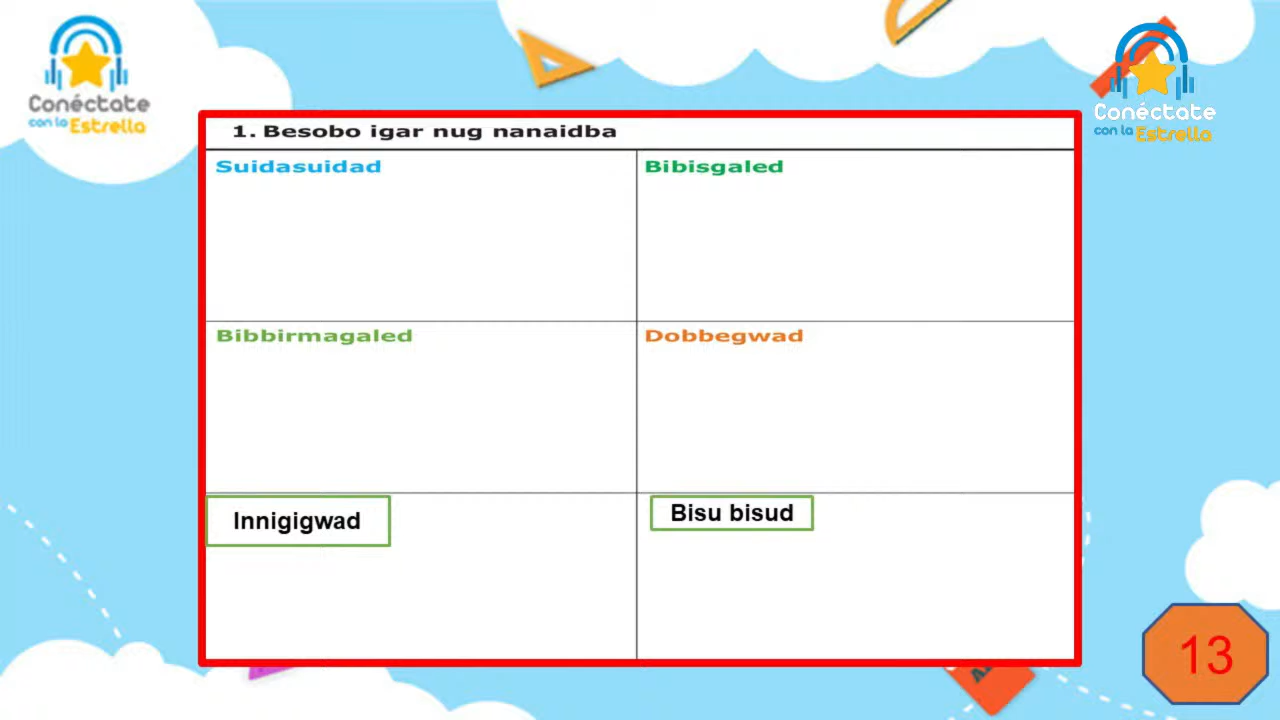 Conéctate
con la Estrella
Conéctate
con la Estrella
1. Besobo igar nug nanaidba
Suidasuidad
Bibisgaled
Bibbirmagaled
Dobbegwad
Innigigwad
Bisu bisud
13